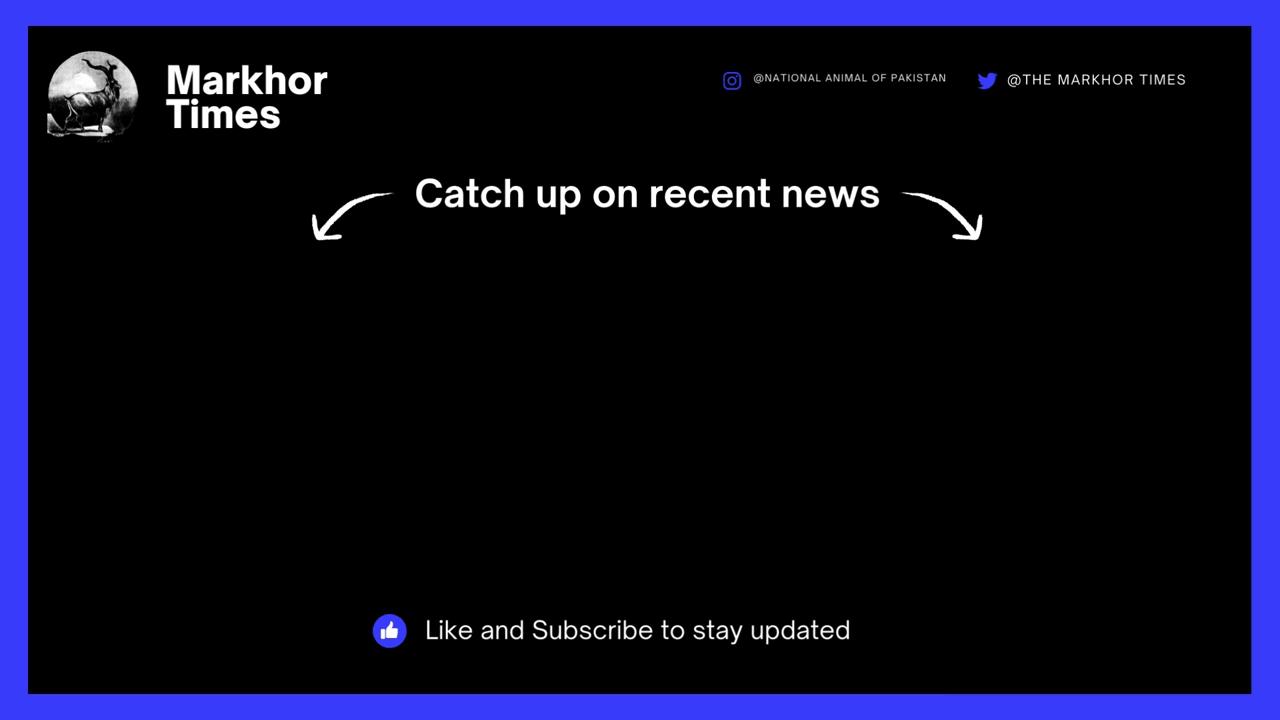 Markhor
Times
@NATIONAL ANIMAL OF PAKISTAN
@THE MARKHOR TIMES
Catch up on recent news
Like and Subscribe to stay updated